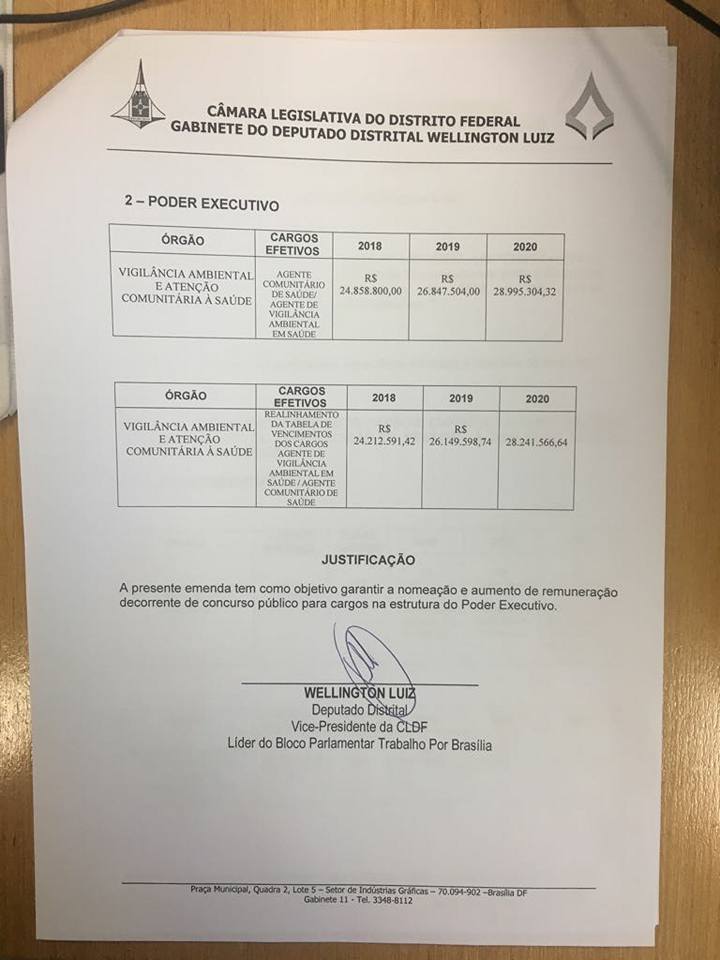 CÂMARA LEGISLATIVA DO DISTRITO FEDERAL
GABINETE DO DEPUTADO DISTRITAL WELLINGTON LUIZ
2 – PODER EXECUTIVO
ÓRGÃO
CARGOS
EFETIVOS
2018
2019
2020
VIGILÂNCIA AMBIENTAL
E ATENÇÃO
COMUNITÁRIA À SAÚDE
AGENTE
COMUNITÁRIO
DE SAÚDE/
AGENTE DE
VIGILÂNCIA
AMBIENTAL
EM SAÚDE
R$
24.858.800,00
R$
26.847.504,00
R$
28.995.304,32
ÓRGÃO
CARGOS
EFETIVOS
2018
2019
2020
VIGILÂNCIA AMBIENTAL
E ATENÇÃO
COMUNITÁRIA À SAÚDE
REALINHAMENTO
DA TABELA DE
VENCIMENTOS
DOS CARGOS
AGENTE DE
VIGILÂNCIA
AMBIENTAL EM
SAÚDE / AGENTE
COMUNITÁRIO DE
SAÚDE
R$
24.212.591,42
R$
26.149.598,74
28.241.566,64
JUSTIFICAÇÃO
A presente emenda tem como objetivo garantir a nomeação e aumento de remuneração
decorrente de concurso público para cargos na estrutura do Poder Executivo.
WELLINGTON LUIZ
Deputado Distrital
Vice-Presidente da CLDF
Líder do Bloco Parlamentar Trabalho Por Brasília
Praça Municipal, Quadra 2, Lote 5 – Setor de Indústrias Gráficas – 70.094-902 –Brasília DF
Gabinete 11 - Tel. 3348-8112